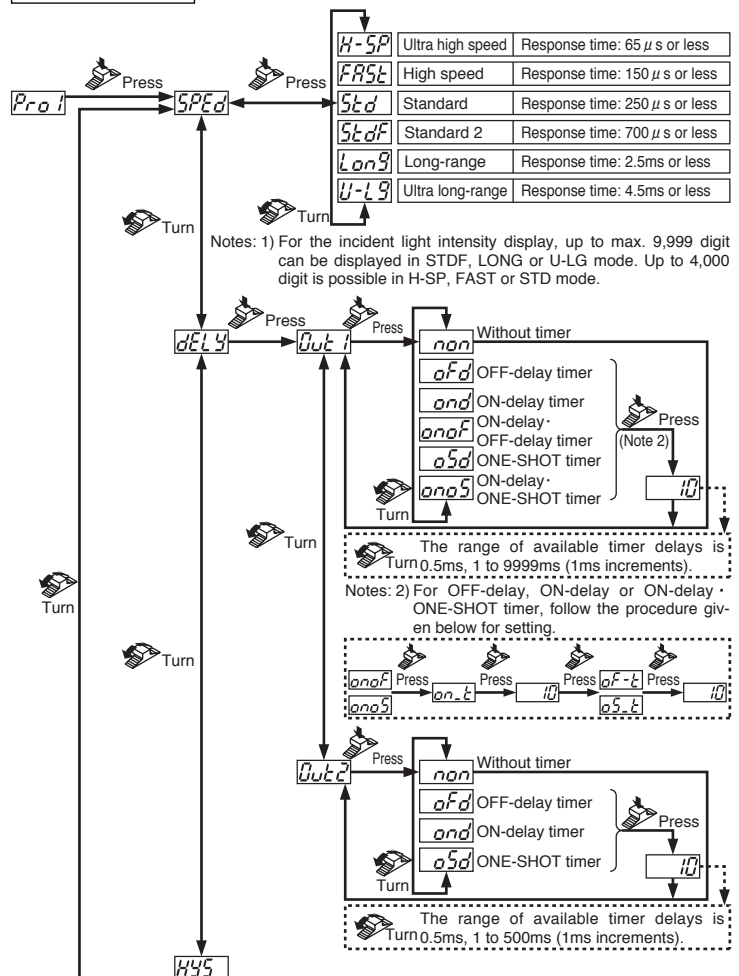 H-SP Ultra high speed Response time: 65 μ s or less
FASt High speed Response time: 150 μ s or less
Std Standard Response time: 250 μ s or less
StdF Standard 2 Response time: 700 μ s or less
Long Long-range Response time: 2.5ms or less
U-Lg Ultra long-range Response time: 4.5ms or less
Pro1
Press
SPEd
Press
Turn
Turn
Notes: 1) For the incident light intensity display, up to max. 9,999 digit
can be displayed in STDF, LONG or U-LG mode. Up to 4,000
digit is possible in H-SP, FAST or STD mode.
dELY
Press
Out1
Press
non Without timer
oFd OFF-delay timer
ond ON-delay timer
onoF ON-delay・
OFF-delay timer
oSd ONE-SHOT timer
onoS ON-delay・
ONE-SHOT timer
Press
(Note 2)
10
Turn
Turn
Turn The range of available timer delays is
0.5ms, 1 to 9999ms (1ms increments).
Notes: 2) For OFF-delay, ON-delay or ON-delay・
ONE-SHOT timer, follow the procedure giv-
en below for setting.
onoF
onoS
Press
on_t
Press
10
Press
oF-t
oS_t
Press
10
Turn
Turn
Out2
Press
non Without timer
oFd OFF-delay timer
ond ON-delay timer
oSd ONE-SHOT timer
Press
10
Turn
Turn The range of available timer delays is
0.5ms, 1 to 500ms (1ms increments).
HYS